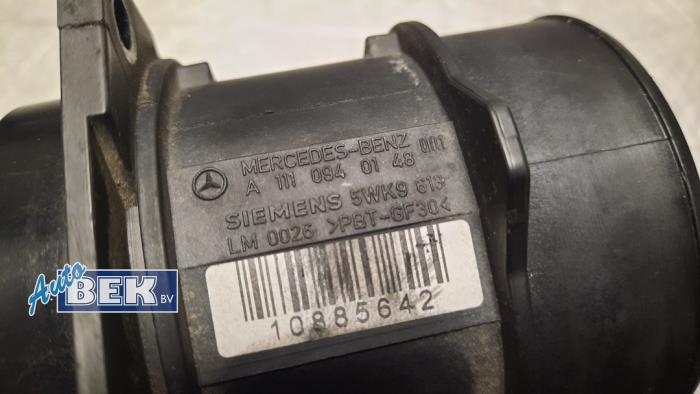 MERCEDES-BENZ 001
A 111 094 01 48
SIEMENS 5WK9 613
LM 0026 >PBT-GF30<
10885642
Auto
BEK BV